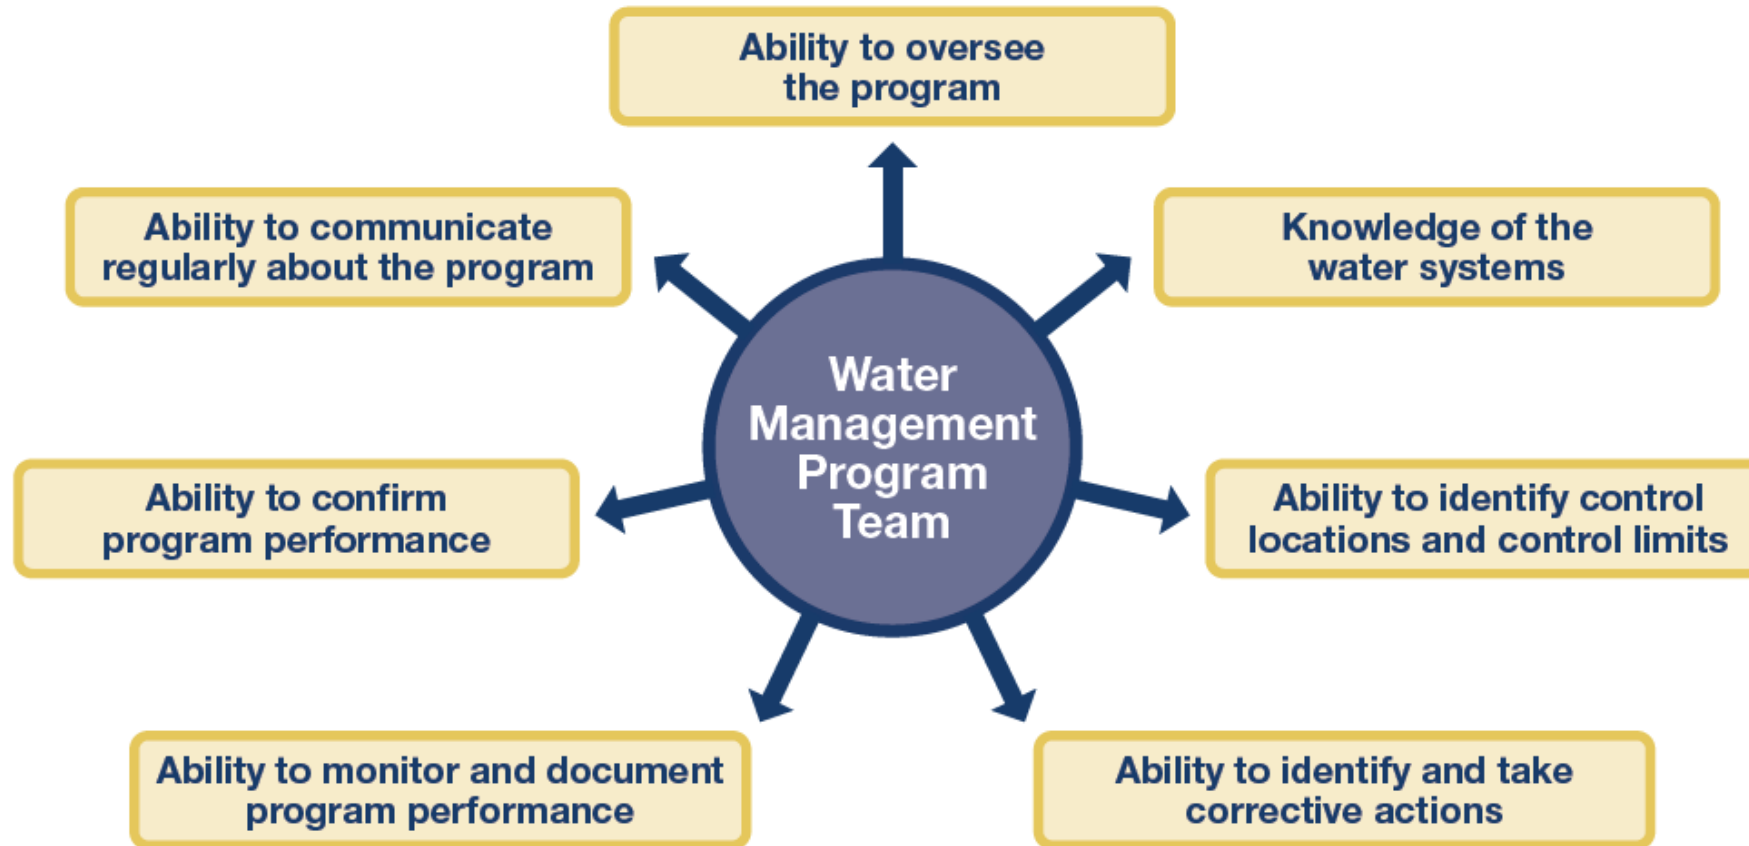 Ability to oversee
the program
Ability to communicate
regularly about the program
Knowledge of the
water systems
Water
Management
Program
Team
Ability to confirm
program performance
Ability to identify control
locations and control limits
Ability to monitor and document
program performance
Ability to identify and take
corrective actions